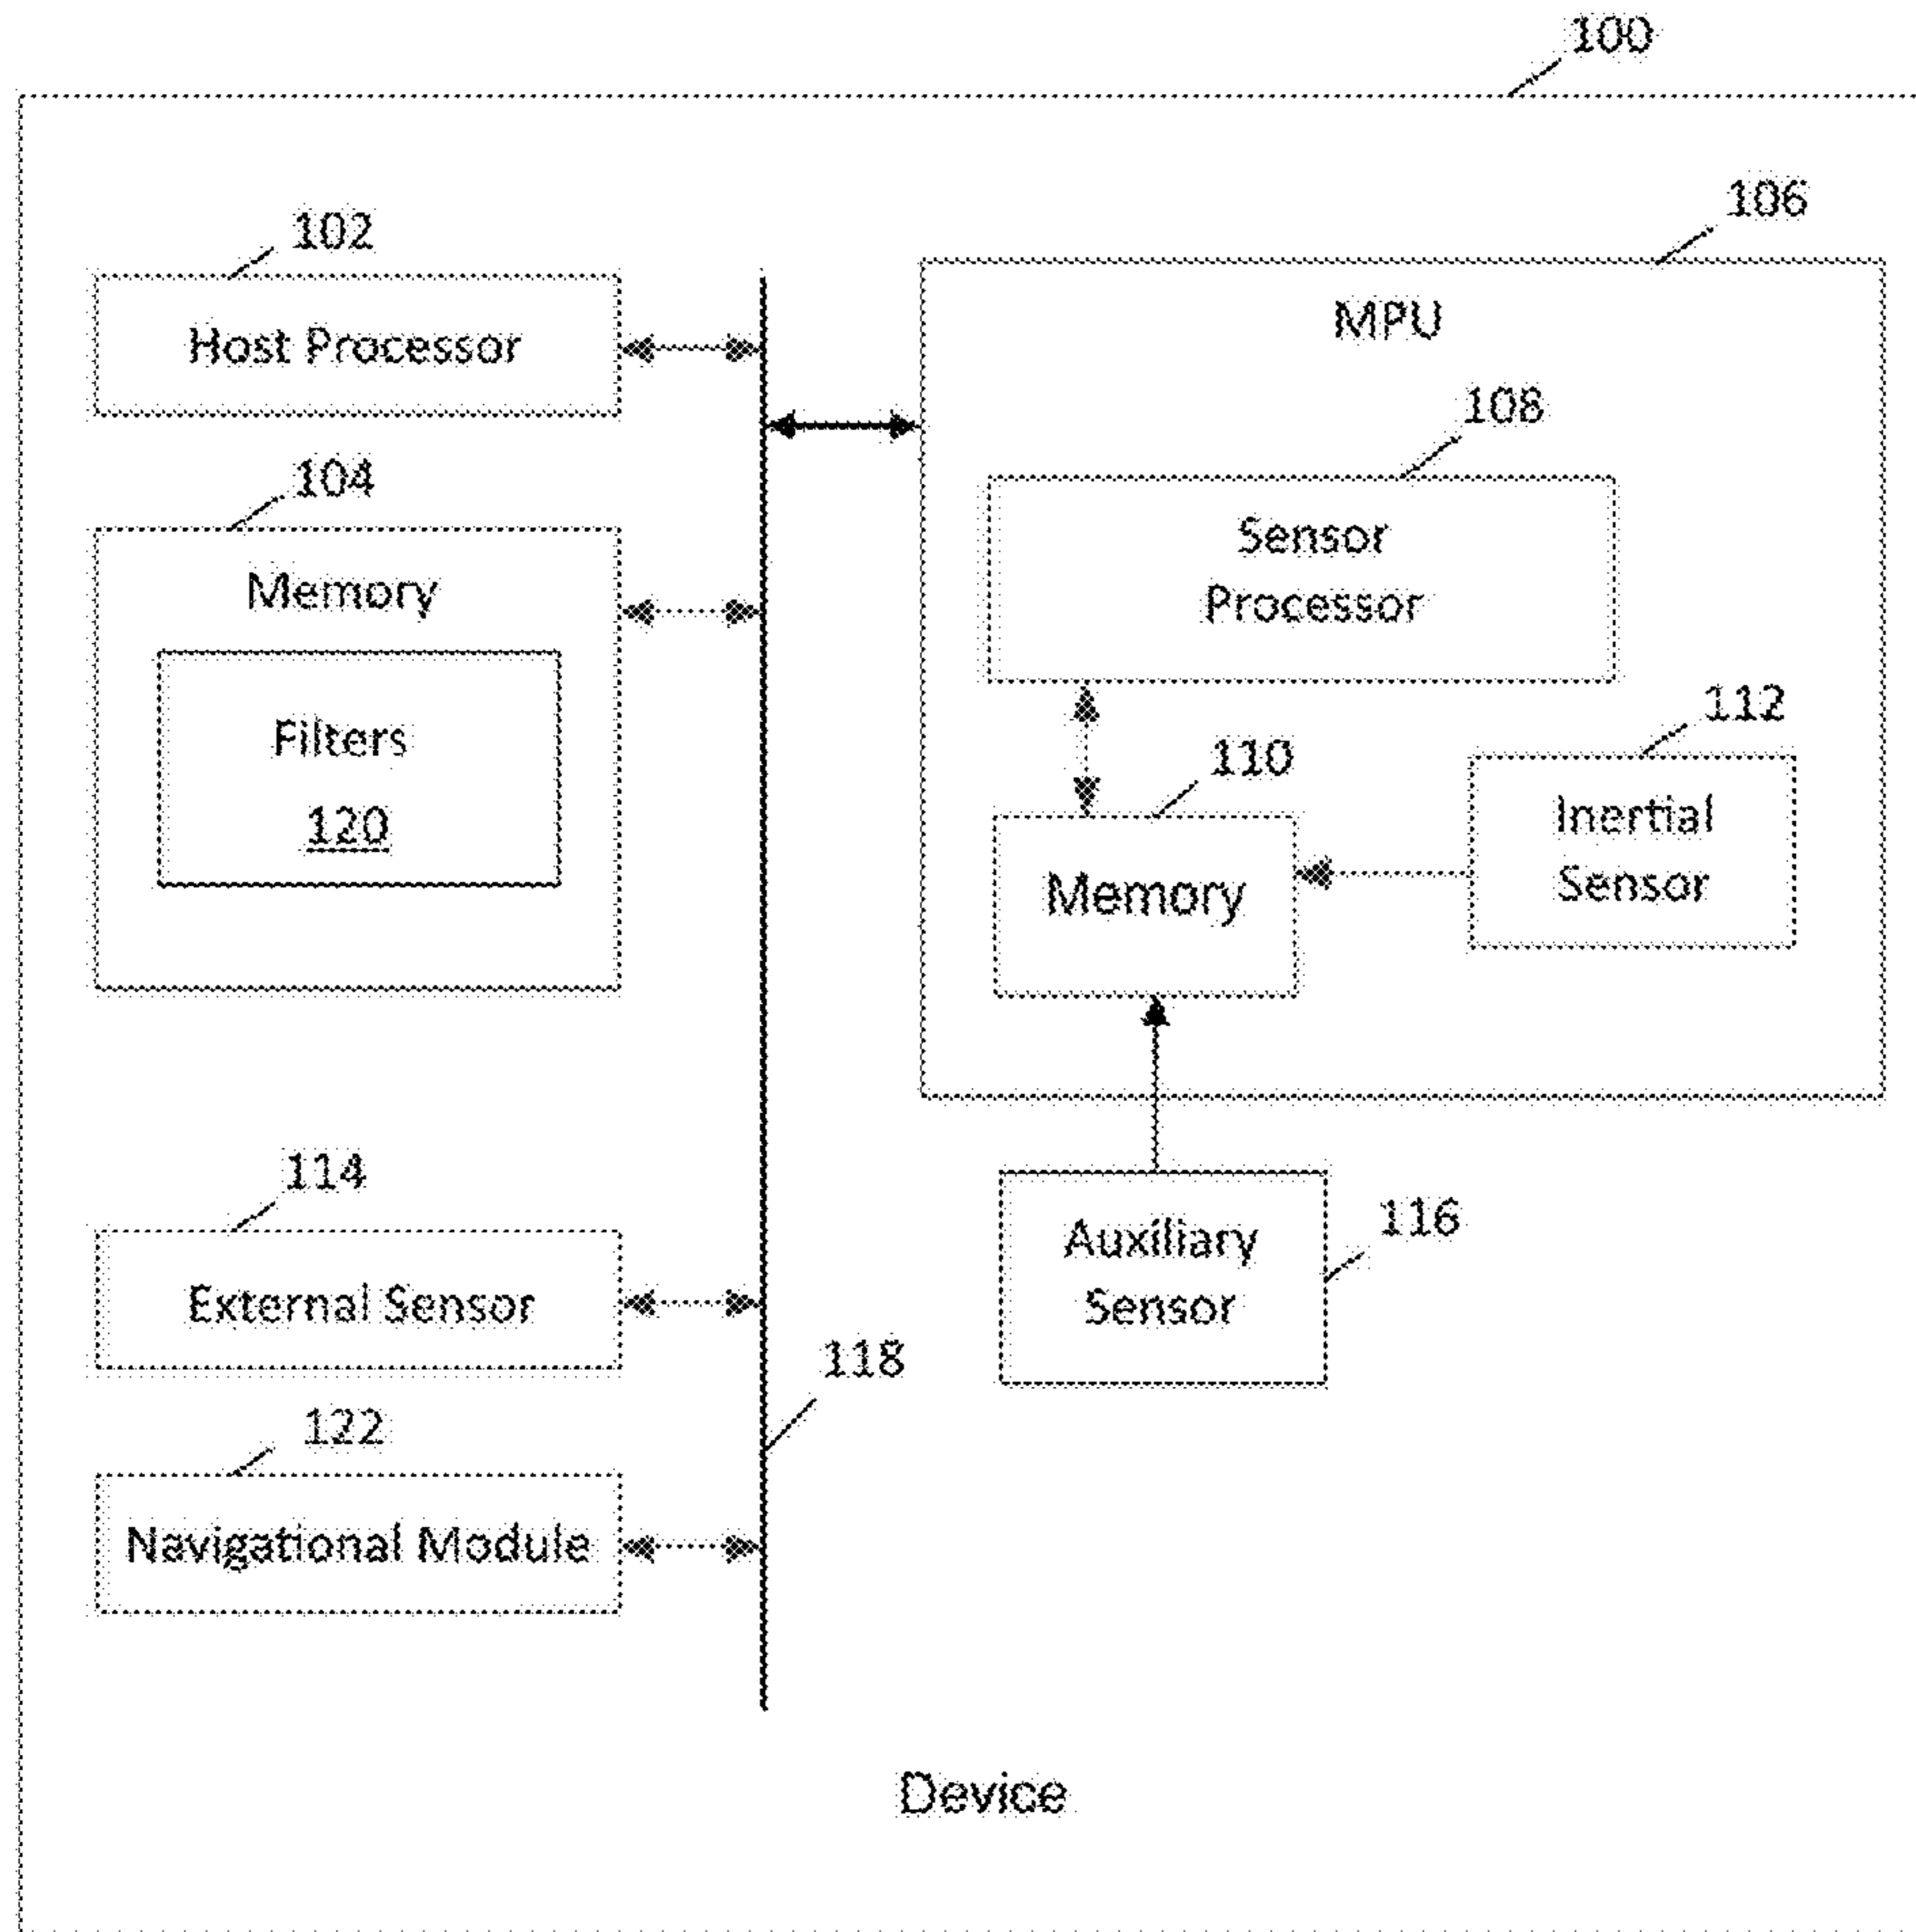 100
106
102
MPU
Host Processor
108
104
Sensor
Processor
Memory
112
Filters
110
120
Inertial
Sensor
Memory
114
116
Auxiliary
Sensor
External Sensor
118
122
Navigational Module
Device